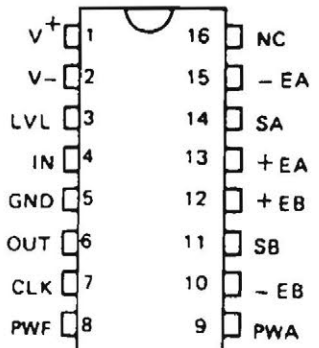 V+ 1 16 NC
V- 2 15 - EA
LVL 3 14 SA
IN 4 13 + EA
GND 5 12 + EB
OUT 6 11 SB
CLK 7 10 - EB
PWF 8 9 PWA